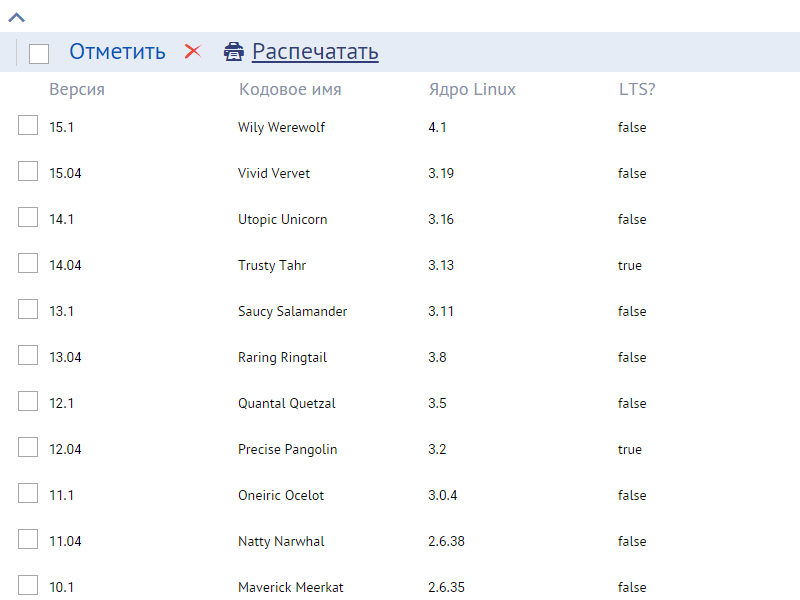 Отметить Распечатать
Версия Кодовое имя Ядро Linux LTS?
15.1 Wily Werewolf 4.1 false
15.04 Vivid Vervet 3.19 false
14.1 Utopic Unicorn 3.16 false
14.04 Trusty Tahr 3.13 true
13.1 Saucy Salamander 3.11 false
13.04 Raring Ringtail 3.8 false
12.1 Quantal Quetzal 3.5 false
12.04 Precise Pangolin 3.2 true
11.1 Oneiric Ocelot 3.0.4 false
11.04 Natty Narwhal 2.6.38 false
10.1 Maverick Meerkat 2.6.35 false